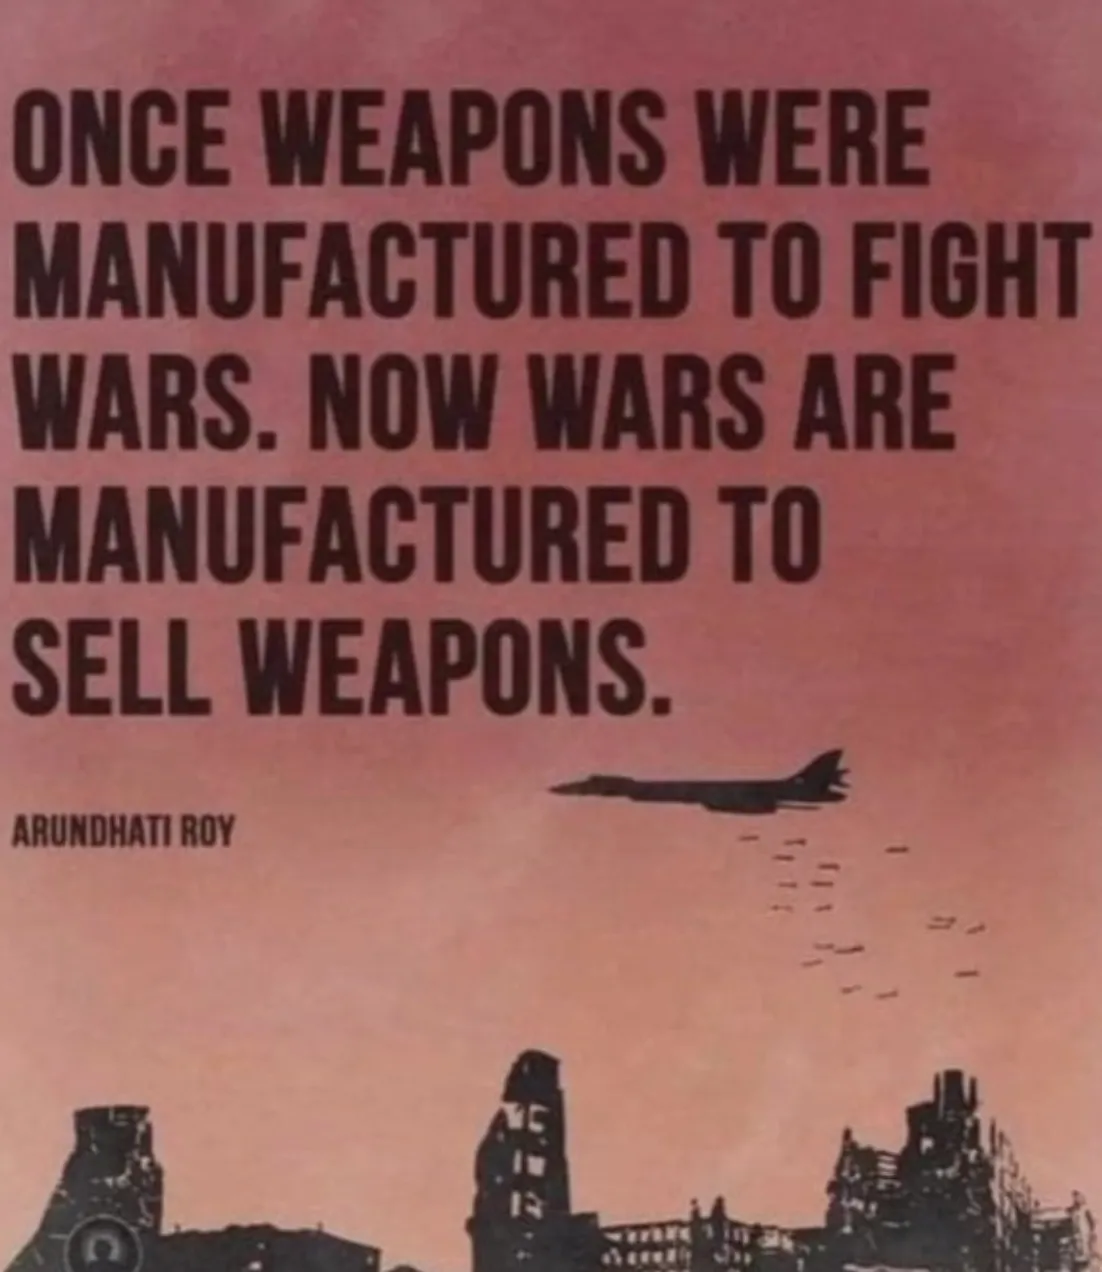 ONCE WEAPONS WERE
MANUFACTURED TO FIGHT
WARS. NOW WARS ARE
MANUFACTURED TO
SELL WEAPONS.
ARUNDHATI ROY